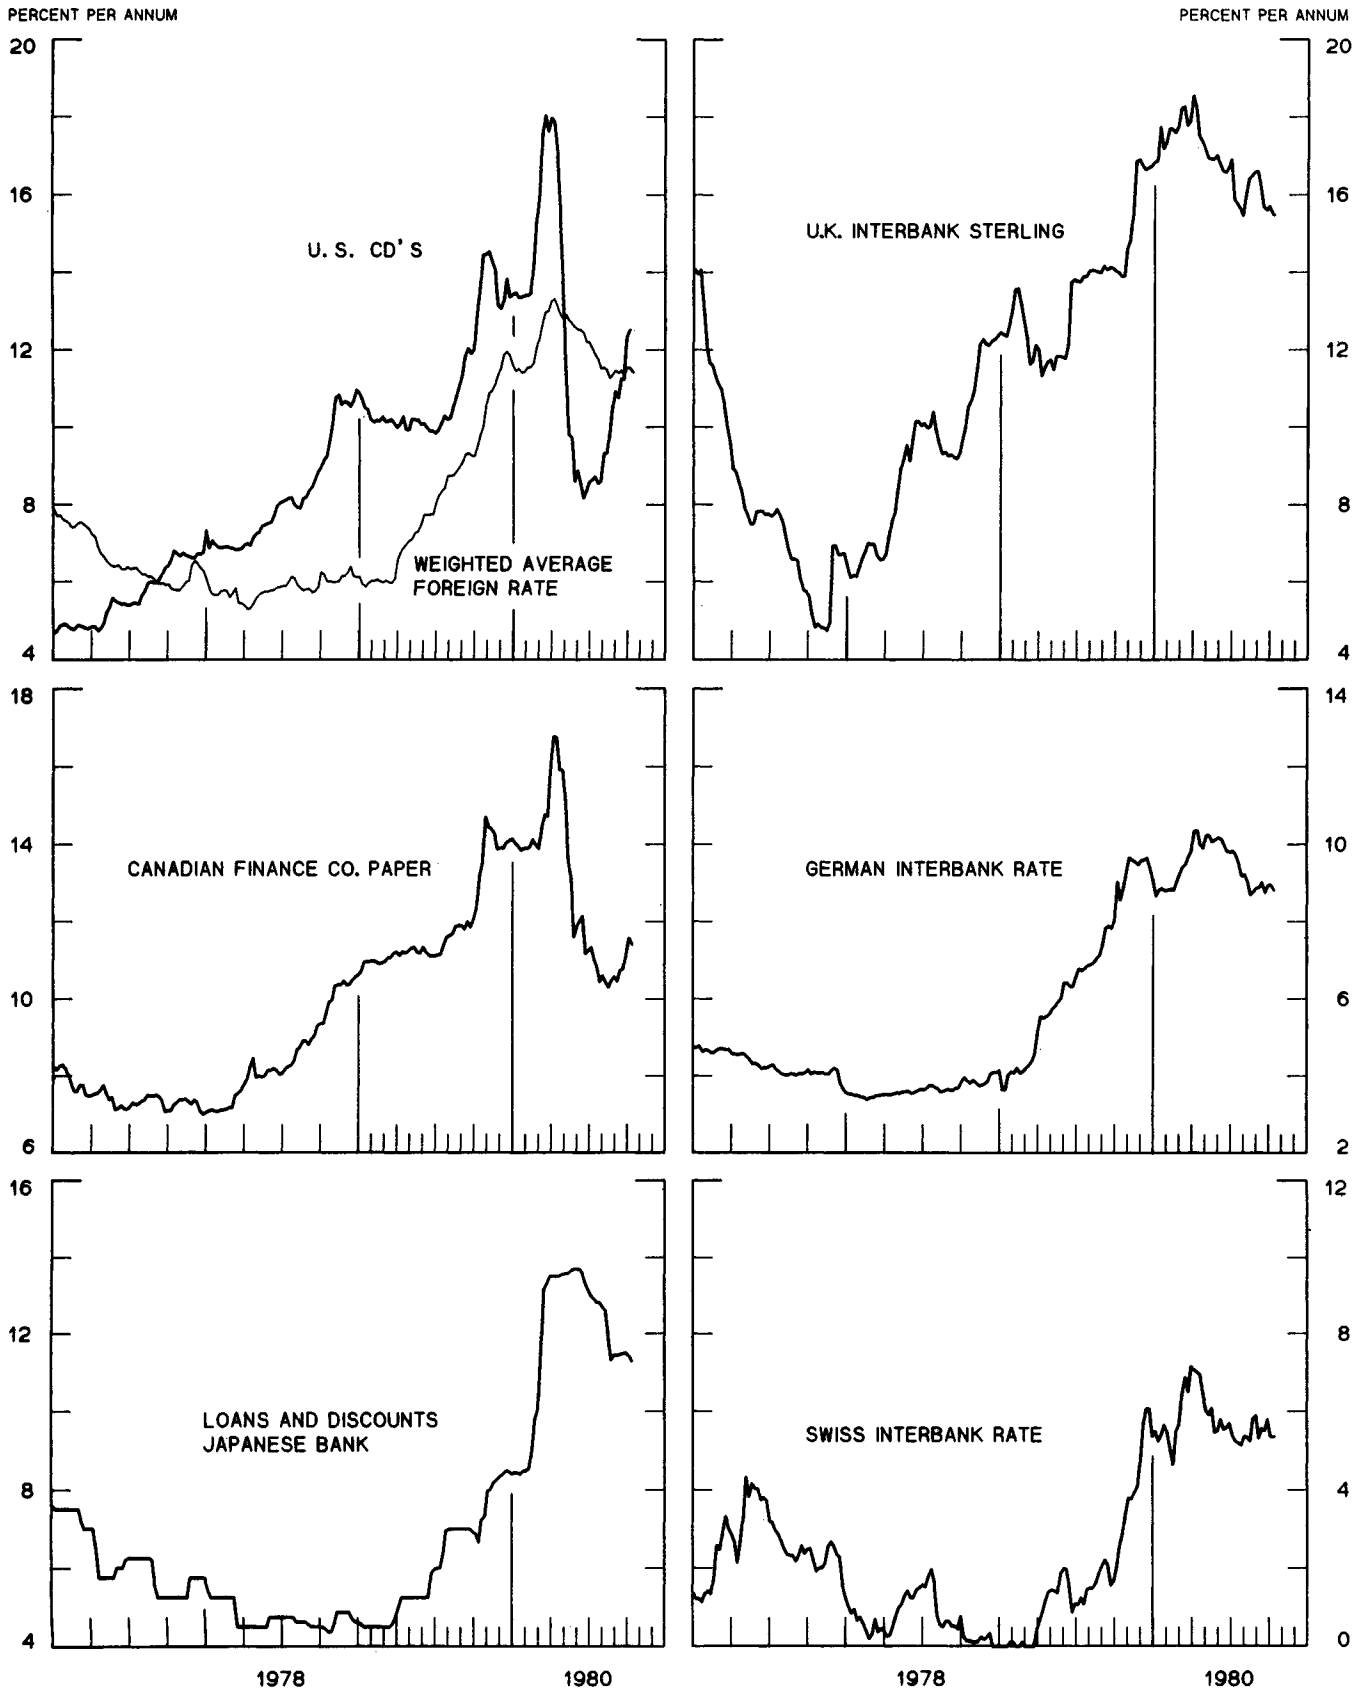 PERCENT PER ANNUM
PERCENT PER ANNUM
20
16
12
8
4
U. S. CD'S
WEIGHTED AVERAGE
FOREIGN RATE
20
16
12
8
4
U.K. INTERBANK STERLING
18
14
10
6
CANADIAN FINANCE CO. PAPER
14
10
6
2
GERMAN INTERBANK RATE
16
12
8
4
LOANS AND DISCOUNTS
JAPANESE BANK
12
8
4
0
SWISS INTERBANK RATE
1978
1980
1978
1980